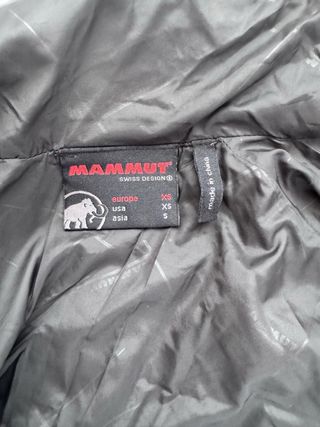 MAMMUT
SWISS DESIGN
europe XS
usa XS
asia S
made in china